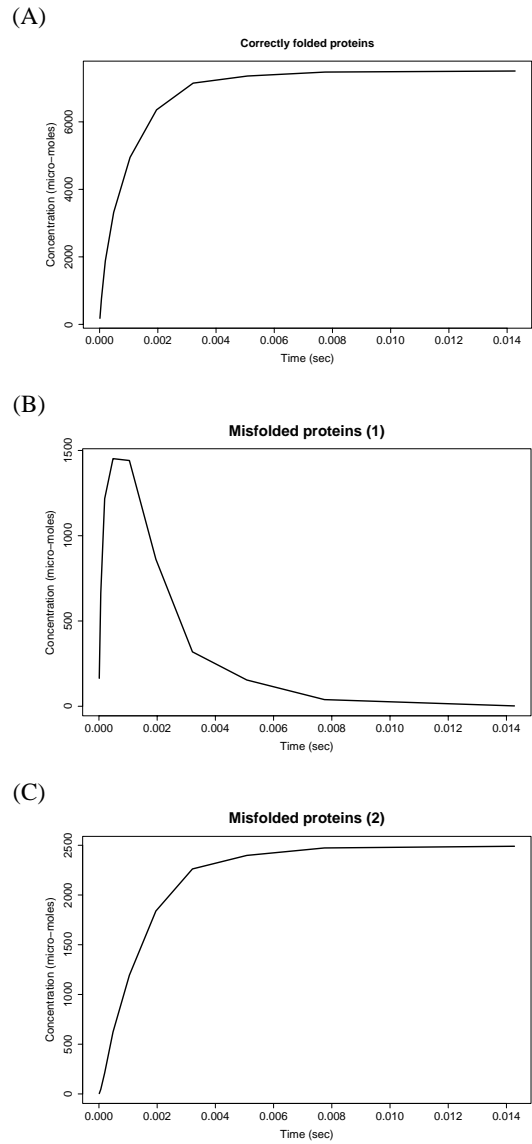 (A)
Correctly folded proteins
Concentration (micro−moles)
0 2000 4000 6000
0.000 0.002 0.004 0.006 0.008 0.010 0.012 0.014
Time (sec)
(B)
Misfolded proteins (1)
Concentration (micro−moles)
0 500 1000 1500
0.000 0.002 0.004 0.006 0.008 0.010 0.012 0.014
Time (sec)
(C)
Misfolded proteins (2)
Concentration (micro−moles)
0 500 1000 1500 2000 2500
0.000 0.002 0.004 0.006 0.008 0.010 0.012 0.014
Time (sec)